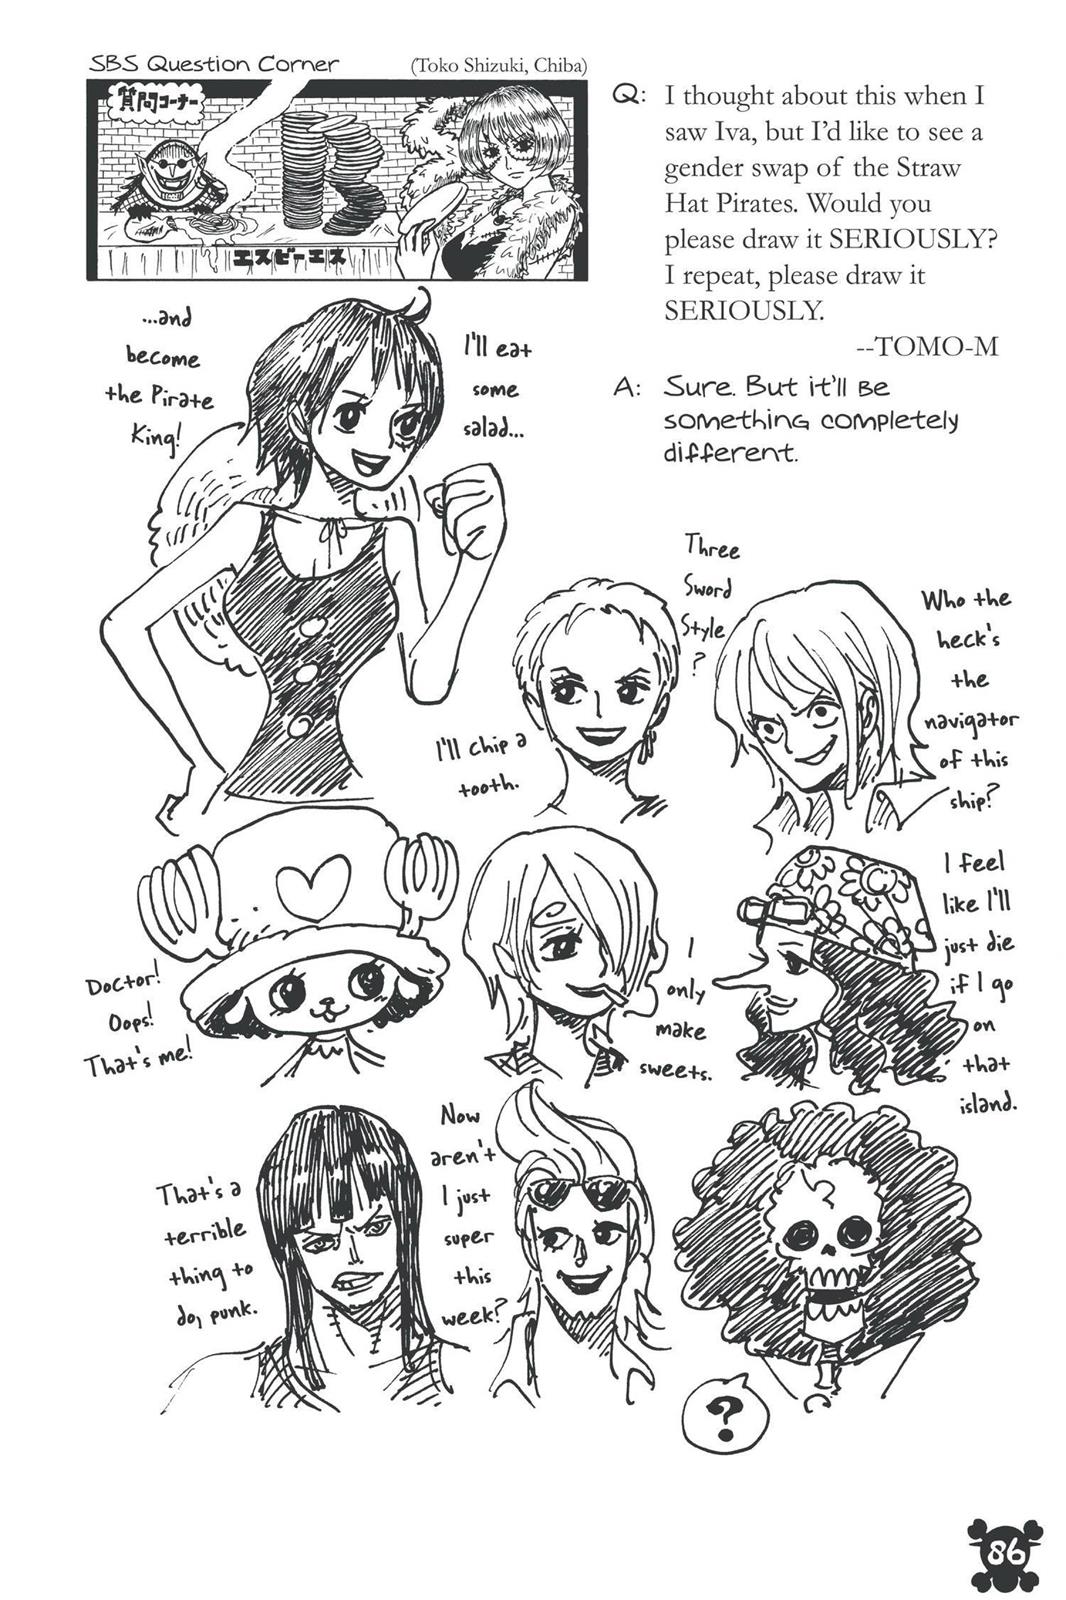 SBS Question Corner
(Toko Shizuki, Chiba)
質問コーナー
エスビーエス
Q: I thought about this when I
saw Iva, but I'd like to see a
gender swap of the Straw
Hat Pirates. Would you
please draw it SERIOUSLY?
I repeat, please draw it
SERIOUSLY.
--TOMO-M
A: Sure. But it'll be
something completely
different.
I'll eat
some
salad...
...and
become
the Pirate
King!
Three
Sword
Style
?
I'll chip a
tooth.
Who the
heck's
the
navigator
of this
ship?
Doctor!
Oops!
That's me!
I
only
make
sweets.
I feel
like I'll
just die
if I go
on
that
island.
That's a
terrible
thing to
do, punk.
Now
aren't
I just
super
this
week?
?
86